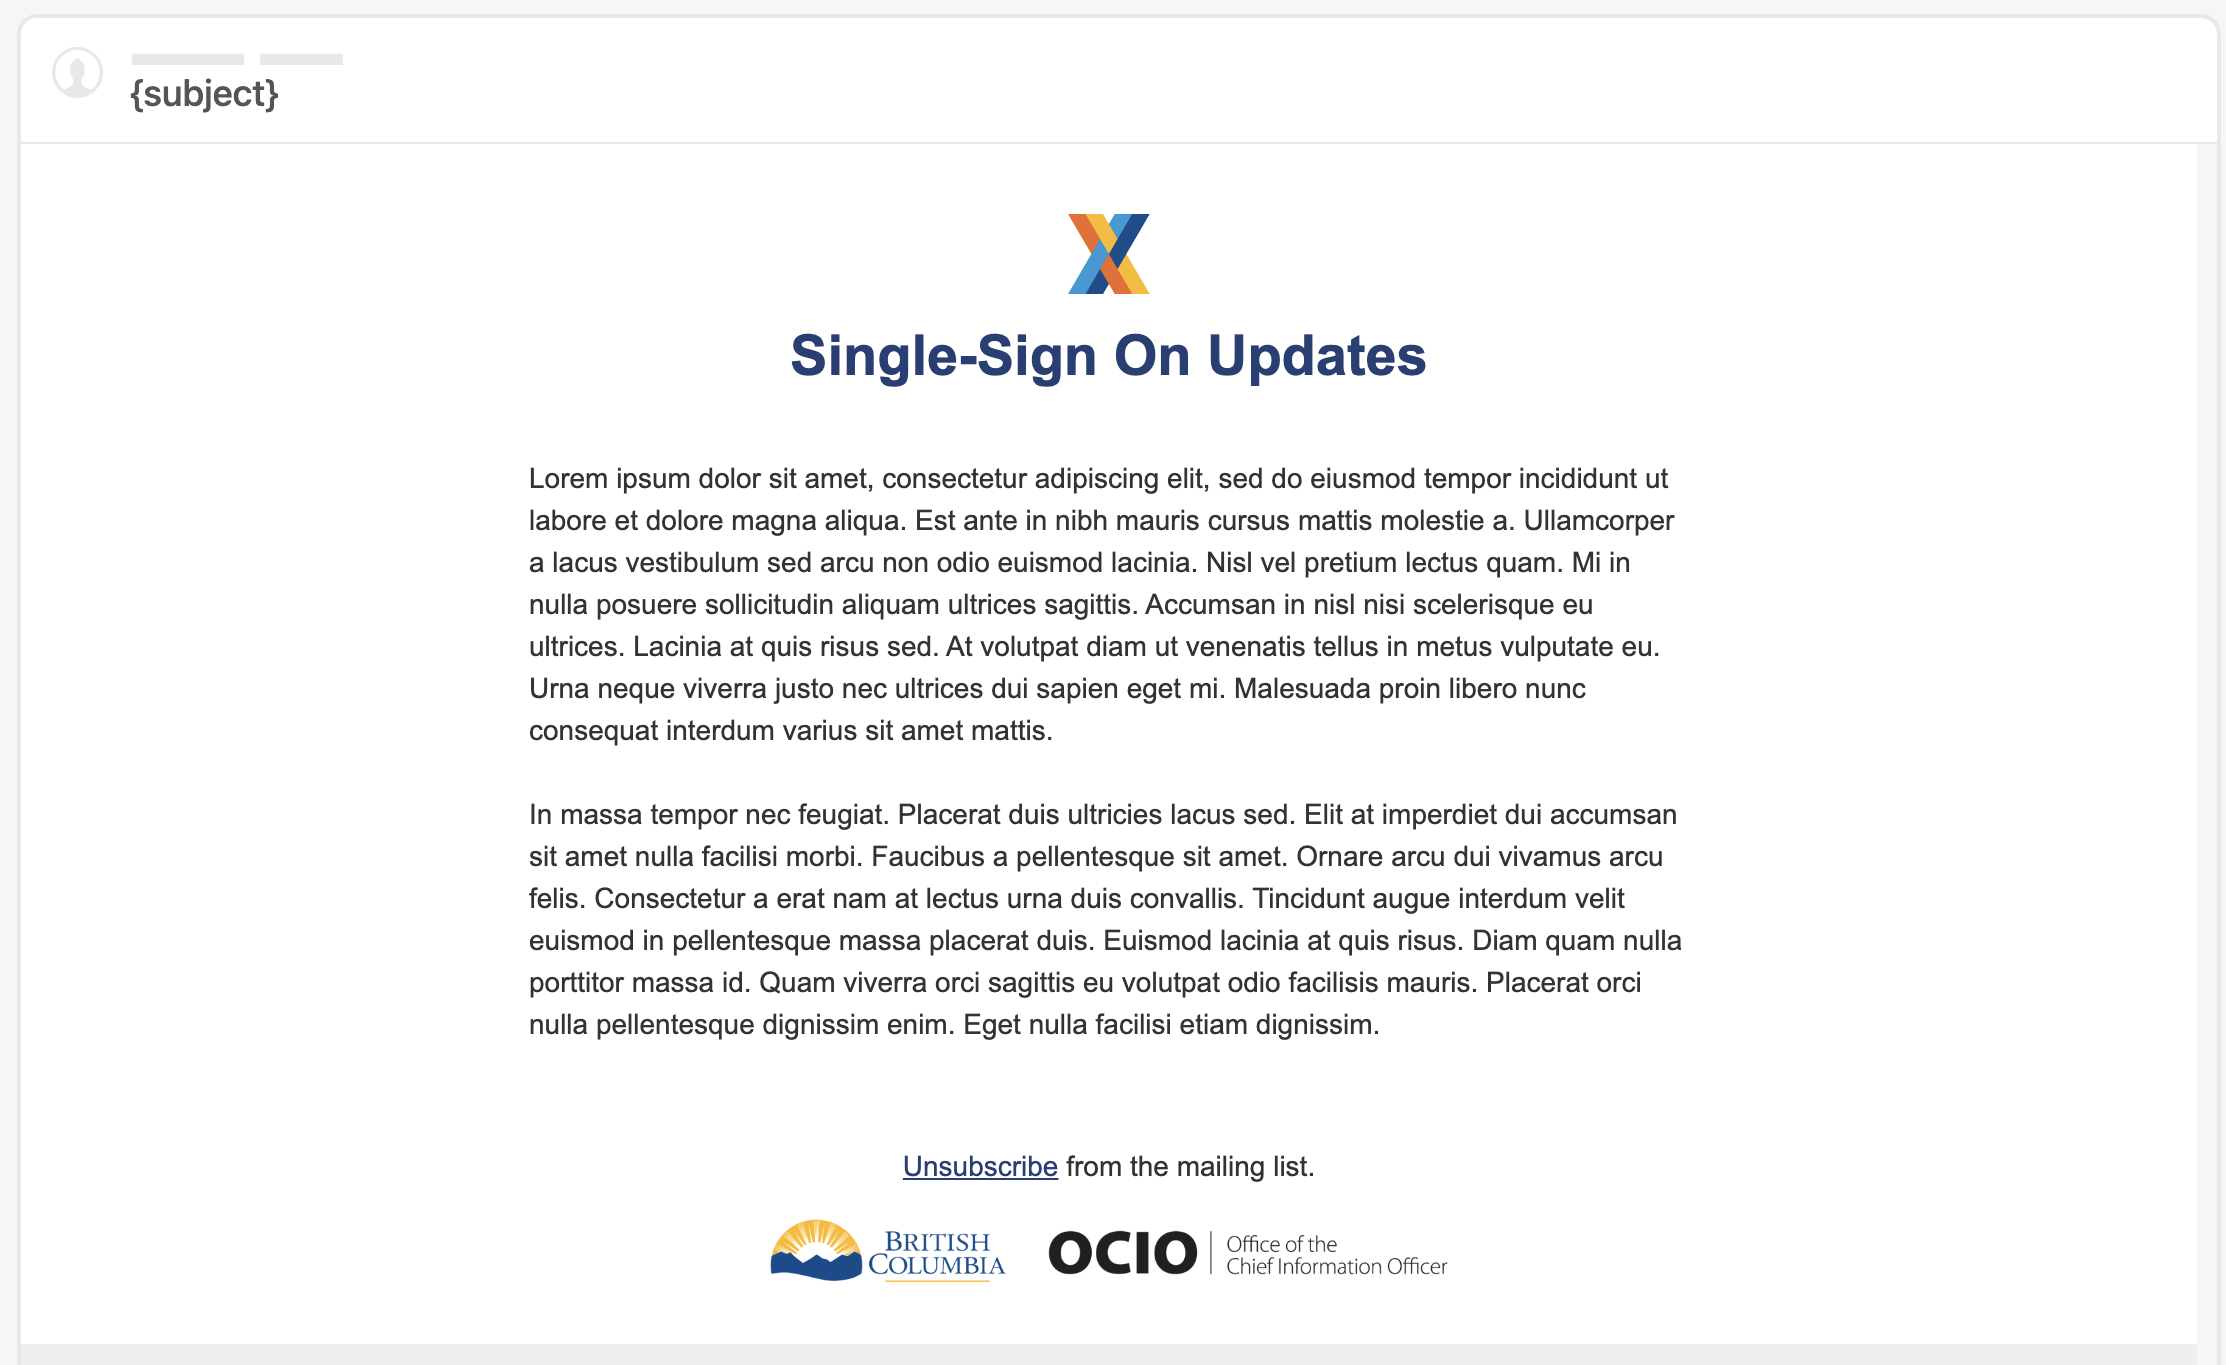 {subject}
Single-Sign On Updates
Lorem ipsum dolor sit amet, consectetur adipiscing elit, sed do eiusmod tempor incididunt ut
labore et dolore magna aliqua. Est ante in nibh mauris cursus mattis molestie a. Ullamcorper
a lacus vestibulum sed arcu non odio euismod lacinia. Nisl vel pretium lectus quam. Mi in
nulla posuere sollicitudin aliquam ultrices sagittis. Accumsan in nisl nisi scelerisque eu
ultrices. Lacinia at quis risus sed. At volutpat diam ut venenatis tellus in metus vulputate eu.
Urna neque viverra justo nec ultrices dui sapien eget mi. Malesuada proin libero nunc
consequat interdum varius sit amet mattis.
In massa tempor nec feugiat. Placerat duis ultricies lacus sed. Elit at imperdiet dui accumsan
sit amet nulla facilisi morbi. Faucibus a pellentesque sit amet. Ornare arcu dui vivamus arcu
felis. Consectetur a erat nam at lectus urna duis convallis. Tincidunt augue interdum velit
euismod in pellentesque massa placerat duis. Euismod lacinia at quis risus. Diam quam nulla
porttitor massa id. Quam viverra orci sagittis eu volutpat odio facilisis mauris. Placerat orci
nulla pellentesque dignissim enim. Eget nulla facilisi etiam dignissim.
Unsubscribe from the mailing list.
BRITISH
COLUMBIA
OCIO
Office of the
Chief Information Officer